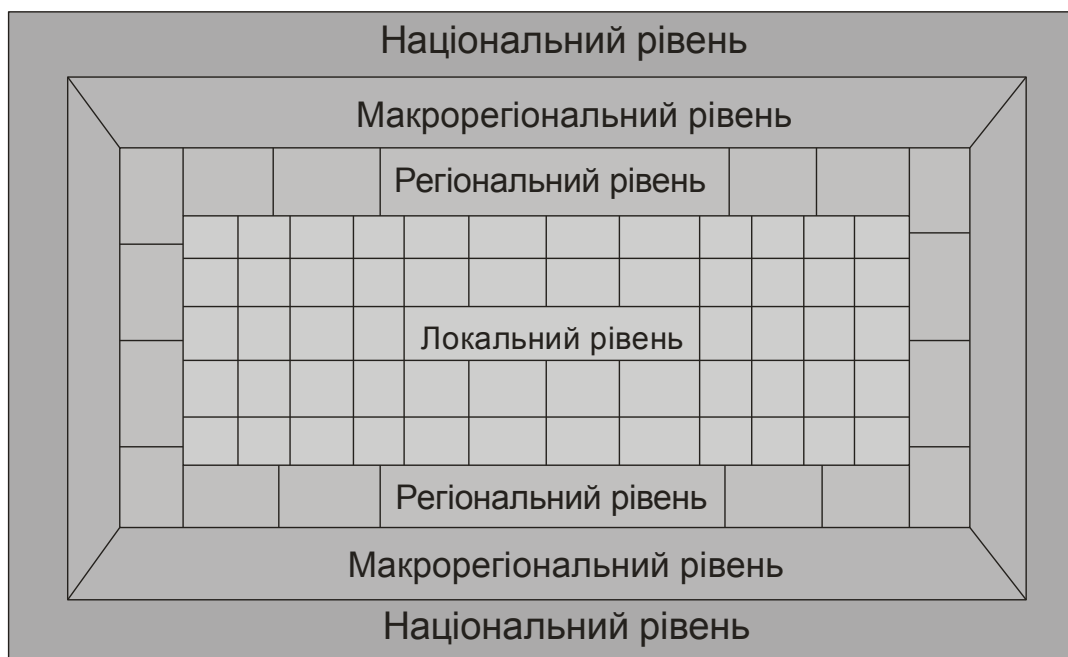 Національний рівень
Макрорегіональний рівень
Регіональний рівень
Локальний рівень
Регіональний рівень
Макрорегіональний рівень
Національний рівень